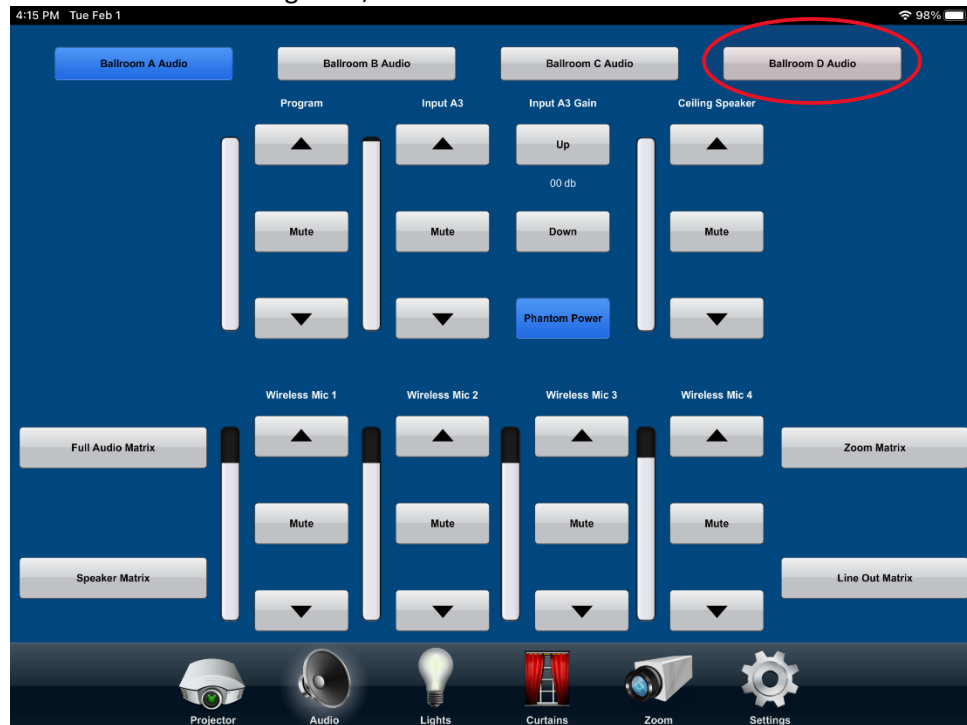 4:15 PM Tue Feb 1 98%
Ballroom A Audio Ballroom B Audio Ballroom C Audio Ballroom D Audio
Program Input A3 Input A3 Gain Ceiling Speaker
Up
00 db
Mute Mute Down Mute
Phantom Power
Wireless Mic 1 Wireless Mic 2 Wireless Mic 3 Wireless Mic 4
Full Audio Matrix Zoom Matrix
Mute Mute Mute Mute
Speaker Matrix Line Out Matrix
Projector Audio Lights Curtains Zoom Settings